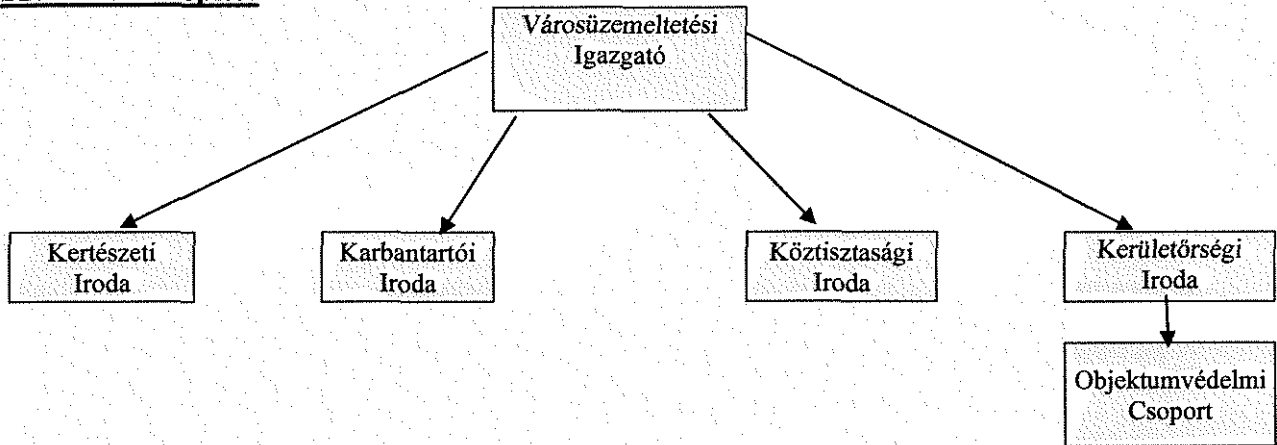 Városüzemeltetési
Igazgató
Kertészeti
Iroda
Karbantartói
Iroda
Köztisztasági
Iroda
Kerületőrségi
Iroda
Objektumvédelmi
Csoport